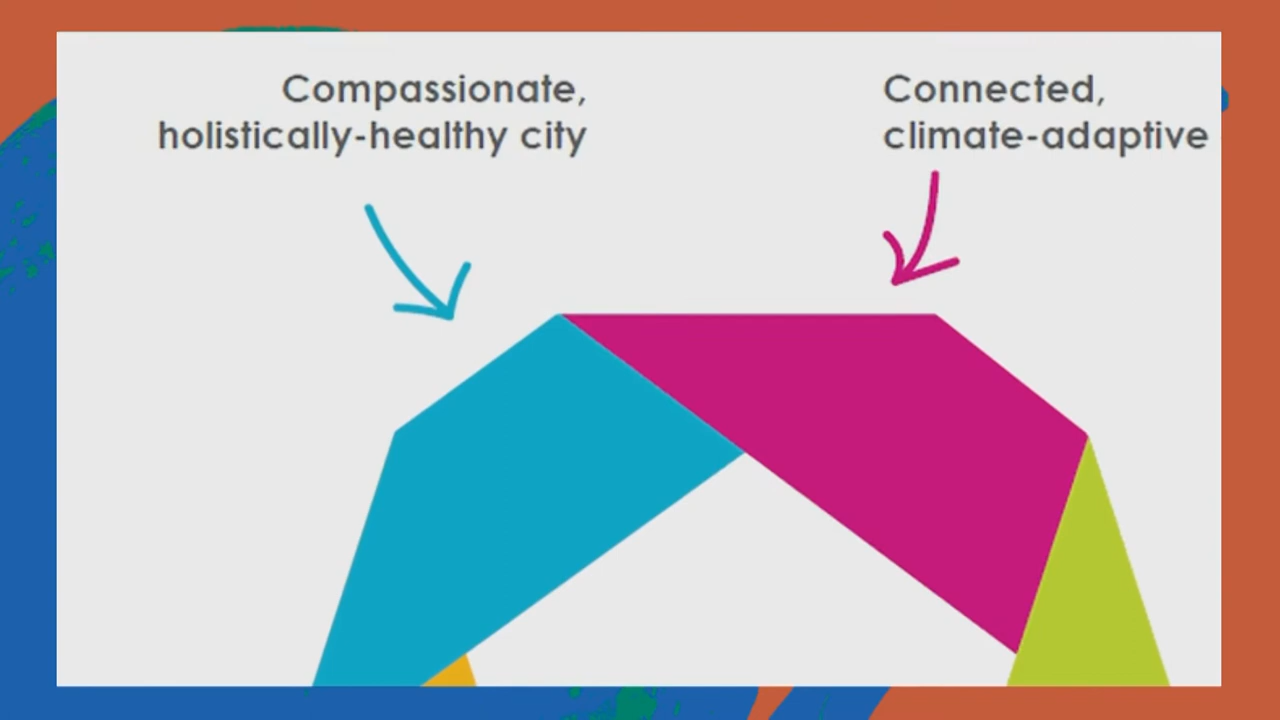 Compassionate,
holistically-healthy city
Connected,
climate-adaptive